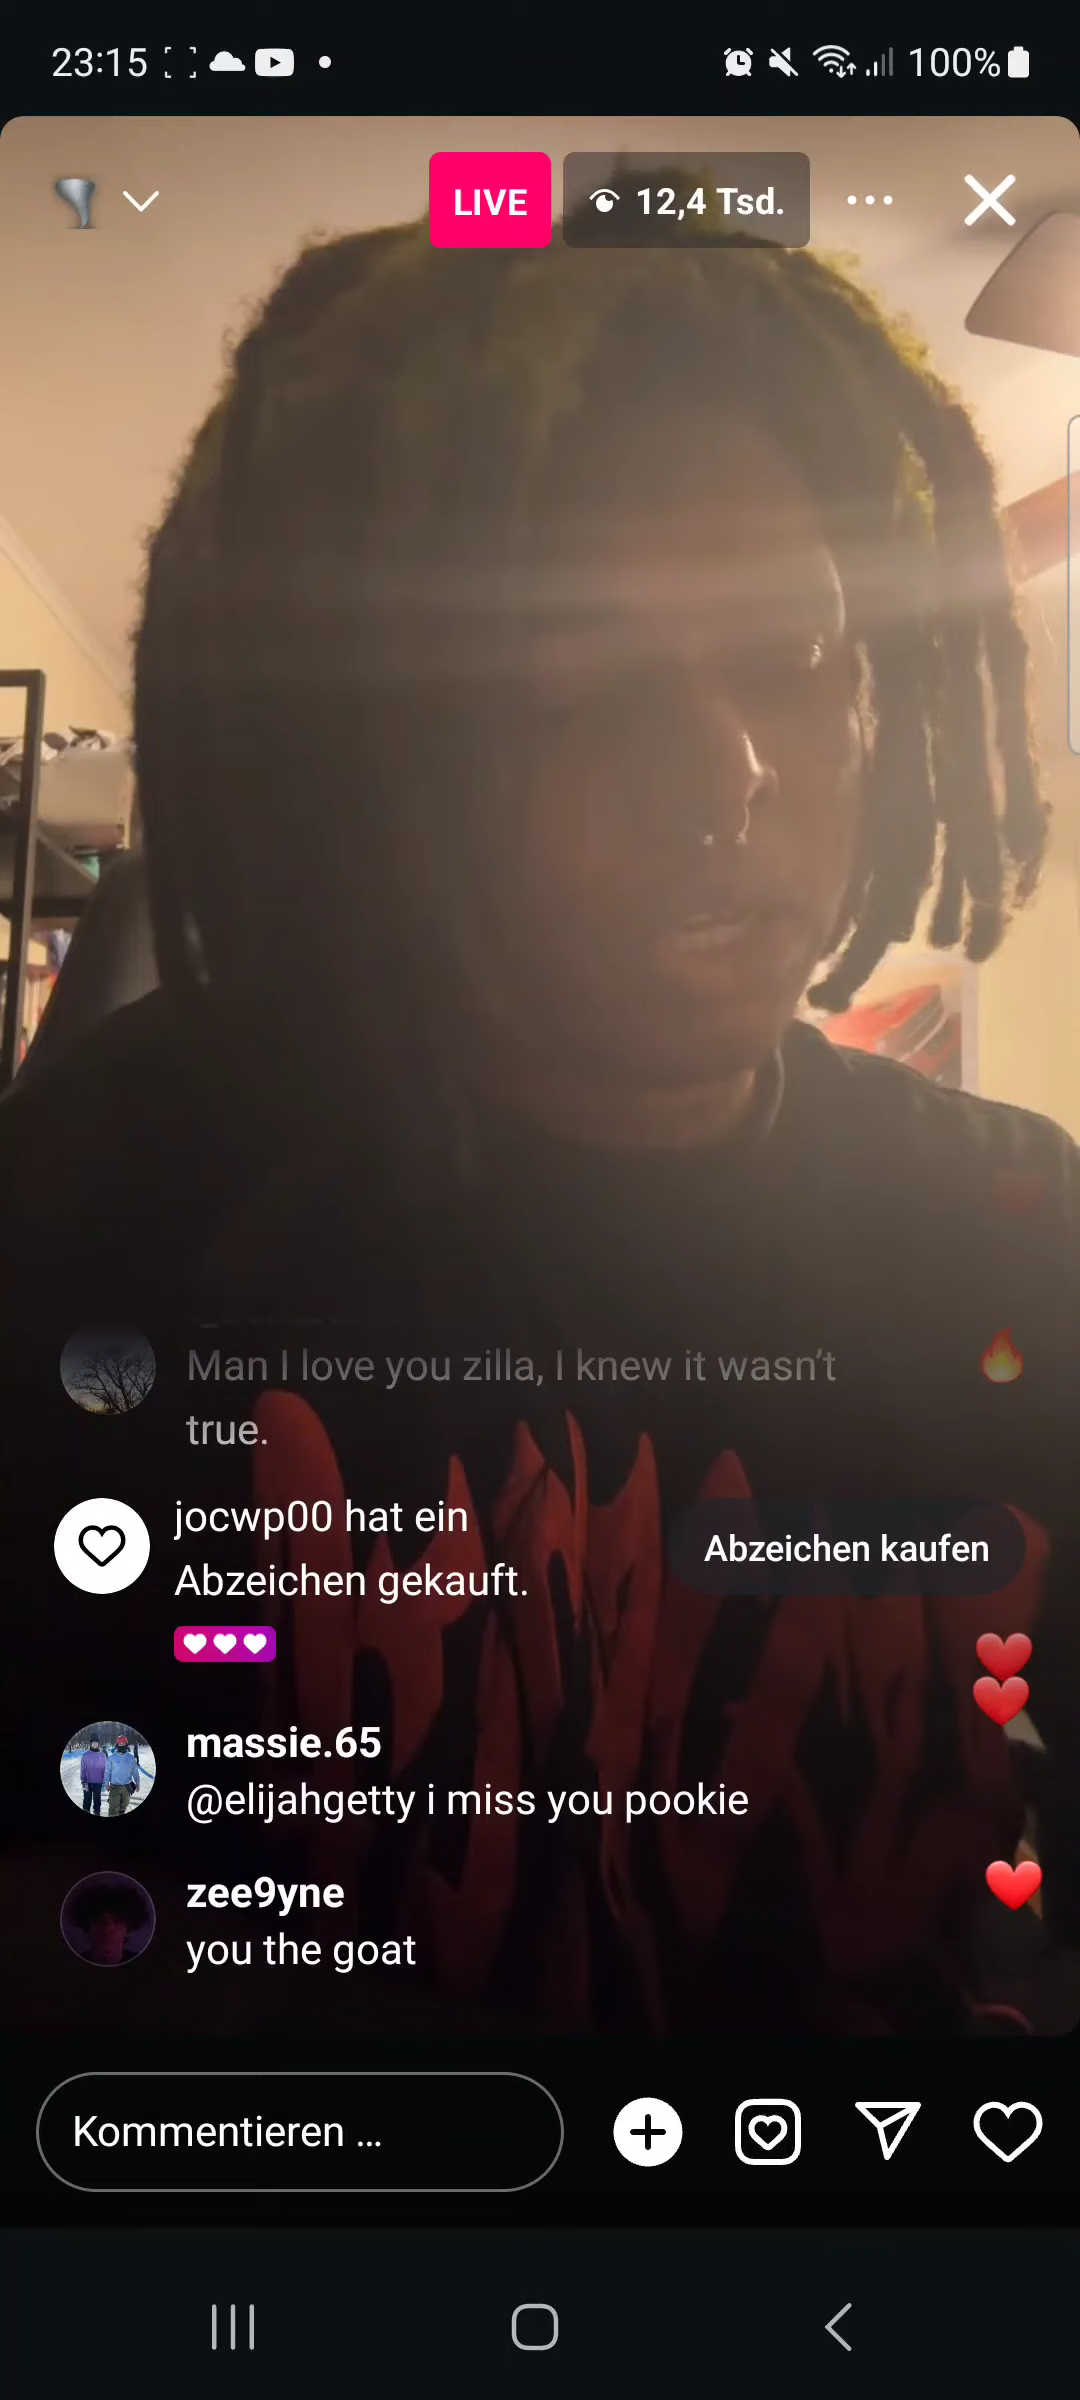 23:15
100%
LIVE
12,4 Tsd.
Man I love you zilla, I knew it wasn't
true.
jocwp00 hat ein
Abzeichen gekauft.
Abzeichen kaufen
massie.65
@elijahgetty i miss you pookie
zee9yne
you the goat
Kommentieren ...